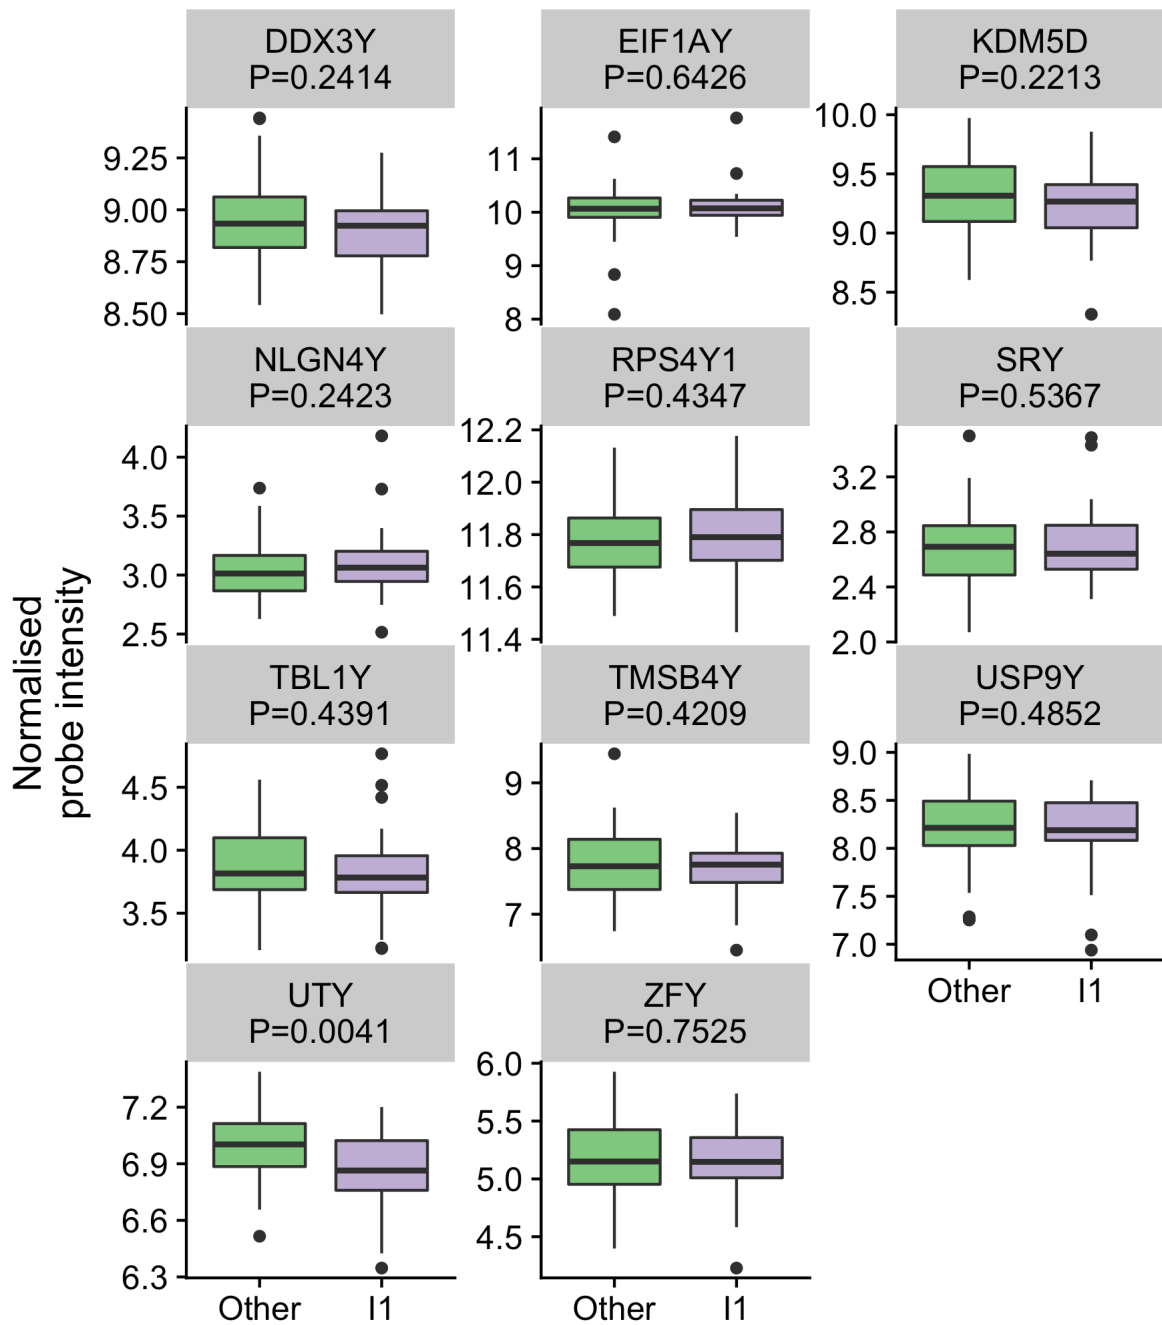 DDX3Y
P=0.2414
EIF1AY
P=0.6426
KDM5D
P=0.2213
9.25
9.00
8.75
8.50
11
10
9
8
10.0
9.5
9.0
8.5
NLGN4Y
P=0.2423
RPS4Y1
P=0.4347
SRY
P=0.5367
4.0
3.5
3.0
2.5
12.2
12.0
11.8
11.6
11.4
3.2
2.8
2.4
2.0
Normalised
probe intensity
TBL1Y
P=0.4391
TMSB4Y
P=0.4209
USP9Y
P=0.4852
4.5
4.0
3.5
9
8
7
9.0
8.5
8.0
7.5
7.0
Other I1
UTY
P=0.0041
ZFY
P=0.7525
7.2
6.9
6.6
6.3
6.0
5.5
5.0
4.5
Other I1
Other I1